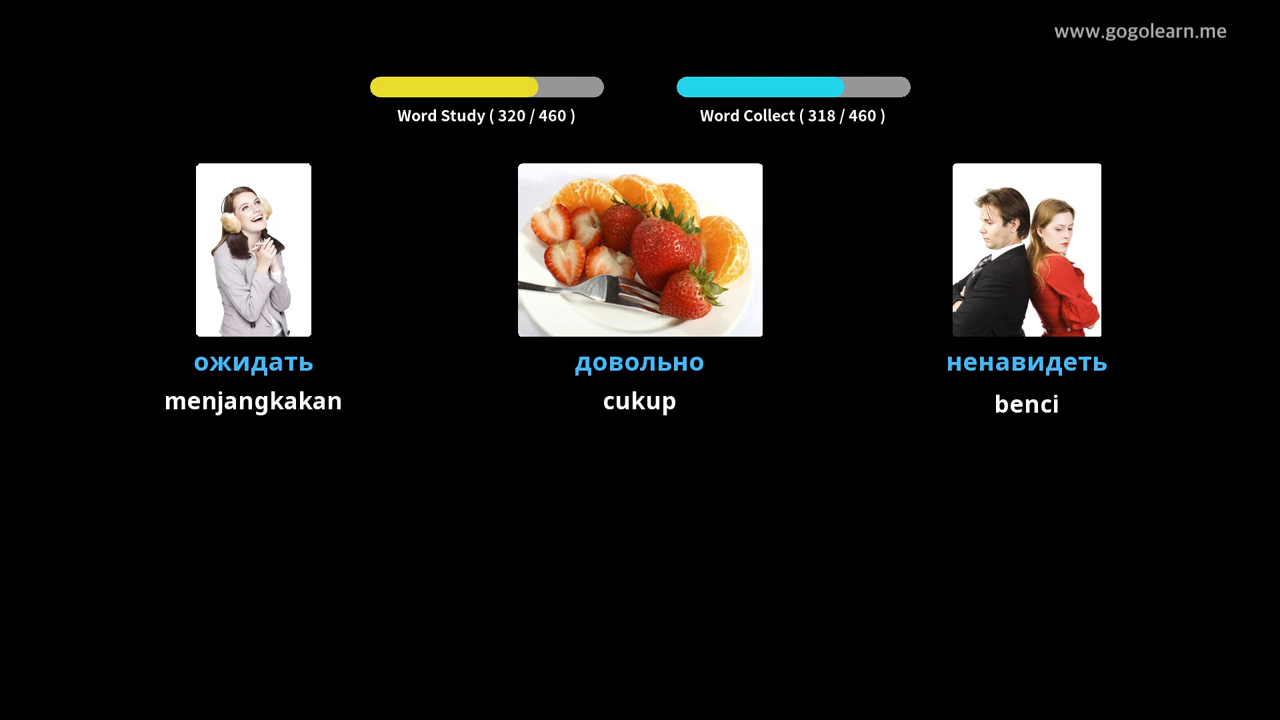 www.gogolearn.me
Word Study ( 320 / 460 )
Word Collect ( 318 / 460 )
ожидать
довольно
ненавидеть
menjangkakan
cukup
benci